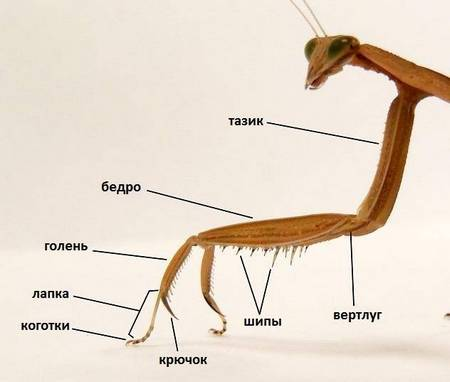 тазик
бедро
голень
лапка
коготки
крючок
шипы
вертлуг